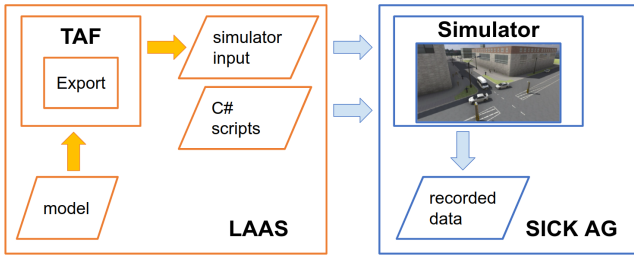 TAF
Export
model
simulator
input
C#
scripts
LAAS
Simulator
recorded
data
SICK AG